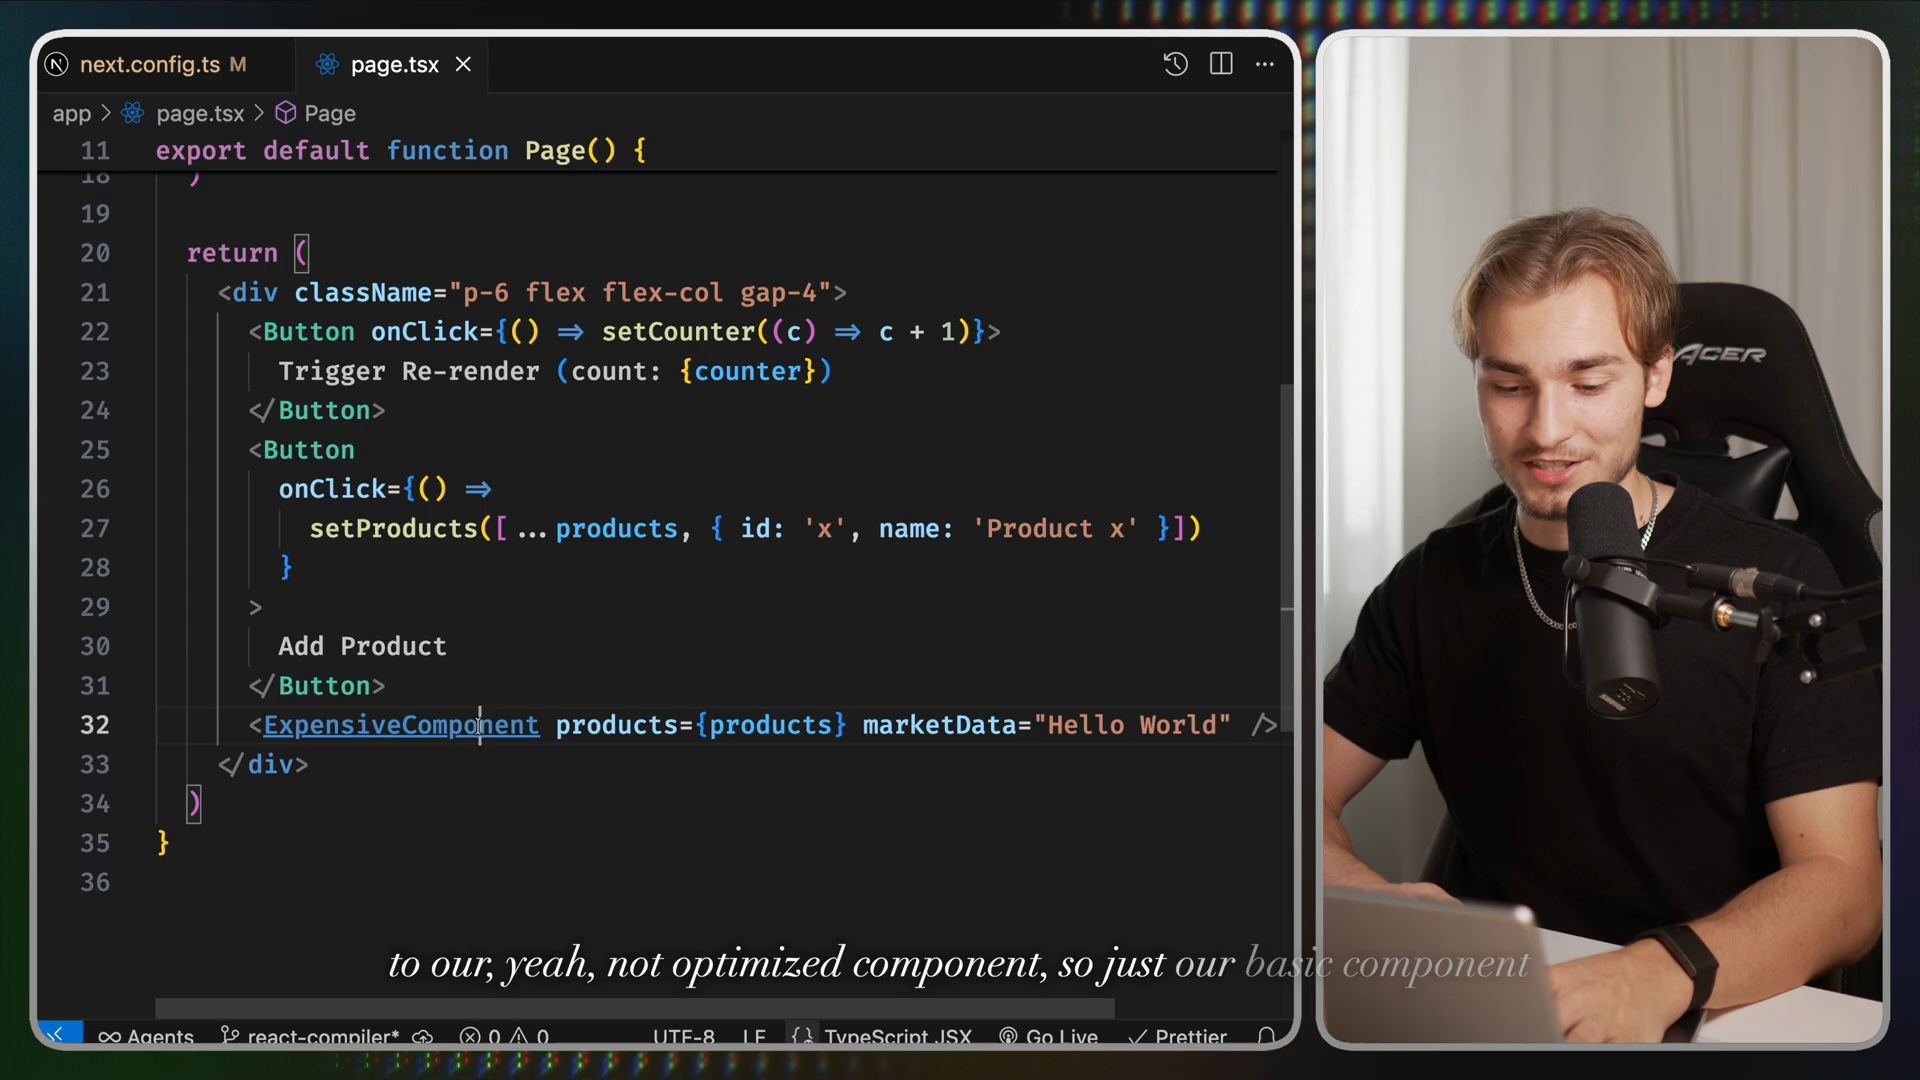 next.config.ts M
page.tsx
app > page.tsx > Page
11 export default function Page() {
18 )
19
20 return (
21 <div className="p-6 flex flex-col gap-4">
22 <Button onClick={() => setCounter((c) => c + 1)}>
23 Trigger Re-render (count: {counter})
24 </Button>
25 <Button
26 onClick={() =>
27 setProducts([...products, { id: 'x', name: 'Product x' }])
28 }
29 >
30 Add Product
31 </Button>
32 <ExpensiveComponent products={products} marketData="Hello World" />
33 </div>
34 )
35 }
36
ACER
to our, yeah, not optimized component, so just our basic component
Agents react-compiler* 0 0 UTF-8 LF {} TypeScript JSX Go Live Prettier